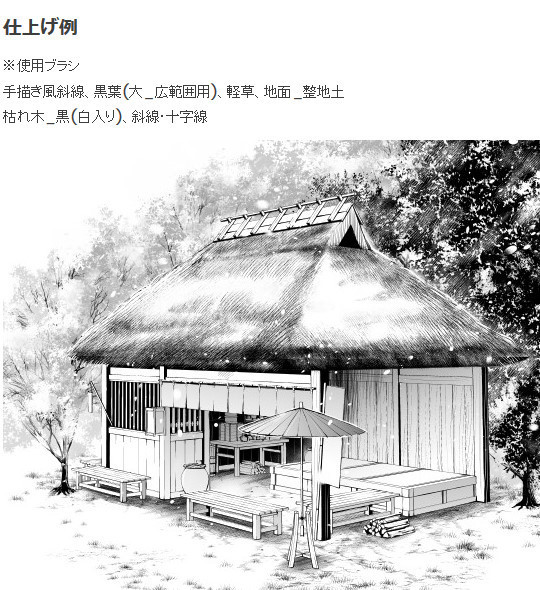 仕上げ例
※使用ブラシ
手描き風斜線、黒葉(大_広範囲用)、軽草、地面_整地土
枯れ木_黒(白入り)、斜線・十字線